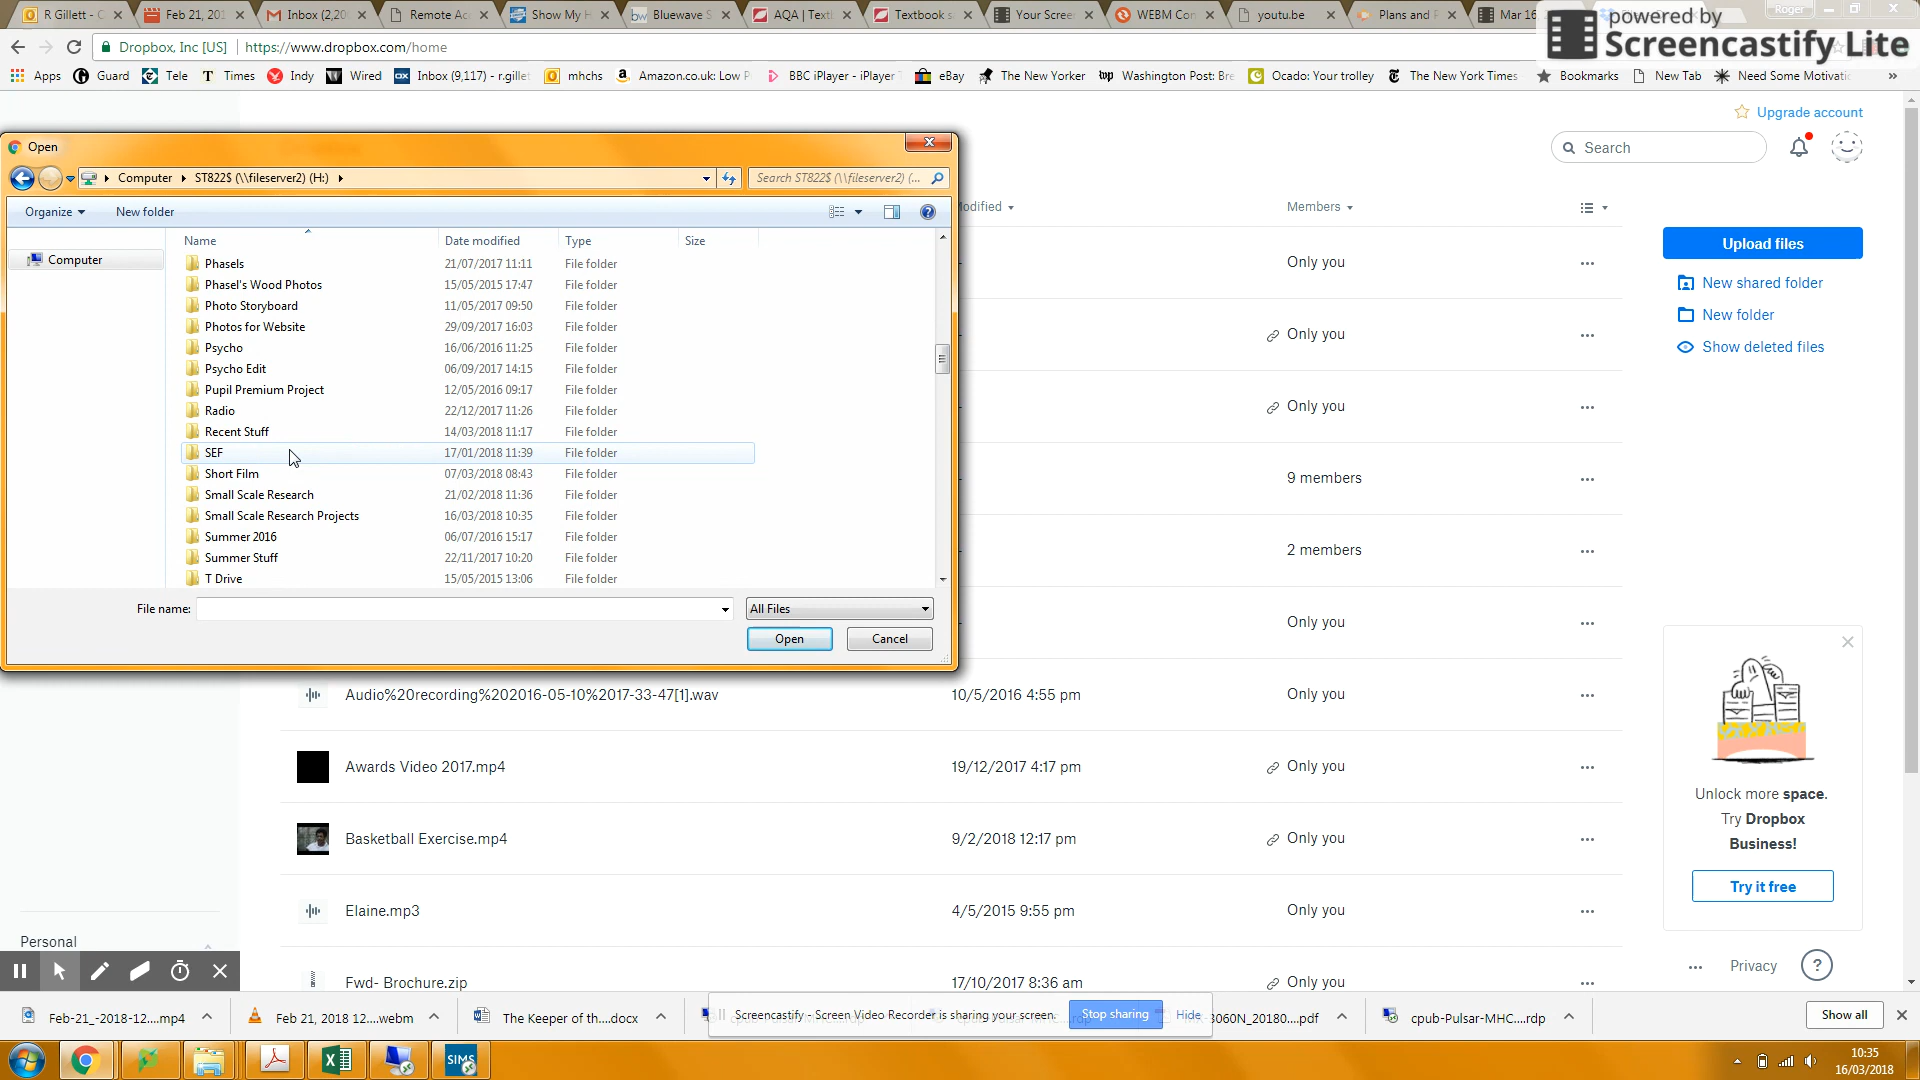 R Gillett - C
Feb 21, 201
Inbox (2,20
Remote Ac
Show My H
Bluewave S
AQA | Text
Textbook s
Your Scree
WEBM Con
youtu.be
Plans and P
Mar 16
Roger
powered by
Screencastify Lite
Dropbox, Inc [US] | https://www.dropbox.com/home
Apps
Guard
Tele
Times
Indy
Wired
Inbox (9,117) - r.gille
mhchs
Amazon.co.uk: Low P
BBC iPlayer - iPlayer
eBay
The New Yorker
Washington Post: Bre
Ocado: Your trolley
The New York Times
Bookmarks
New Tab
Need Some Motivati
»
Upgrade account
Search
Open
Computer
ST822$ (\\fileserver2) (H:)
Search ST822$ (\\fileserver2) (...
Organize
New folder
Name
Date modified
Type
Size
Computer
Phasels 21/07/2017 11:11 File folder
Phasel's Wood Photos 15/05/2015 17:47 File folder
Photo Storyboard 11/05/2017 09:50 File folder
Photos for Website 29/09/2017 16:03 File folder
Psycho 16/06/2016 11:25 File folder
Psycho Edit 06/09/2017 14:15 File folder
Pupil Premium Project 12/05/2016 09:17 File folder
Radio 22/12/2017 11:26 File folder
Recent Stuff 14/03/2018 11:17 File folder
SEF 17/01/2018 11:39 File folder
Short Film 07/03/2018 08:43 File folder
Small Scale Research 21/02/2018 11:36 File folder
Small Scale Research Projects 16/03/2018 10:35 File folder
Summer 2016 06/07/2016 15:17 File folder
Summer Stuff 22/11/2017 10:20 File folder
T Drive 15/05/2015 13:06 File folder
File name:
All Files
Open
Cancel
odified
Members
Only you
Only you
Only you
9 members
2 members
Only you
Audio%20recording%202016-05-10%2017-33-47[1].wav 10/5/2016 4:55 pm Only you
Awards Video 2017.mp4 19/12/2017 4:17 pm Only you
Basketball Exercise.mp4 9/2/2018 12:17 pm Only you
Elaine.mp3 4/5/2015 9:55 pm Only you
Fwd- Brochure.zip 17/10/2017 8:36 am Only you
Upload files
New shared folder
New folder
Show deleted files
Unlock more space.
Try Dropbox
Business!
Try it free
Privacy
?
Personal
Feb-21_-2018-12....mp4
Feb 21, 2018 12....webm
The Keeper of th....docx
Screencastify - Screen Video Recorder is sharing your screen.
Stop sharing
Hide
3060N_20180....pdf
cpub-Pulsar-MHC....rdp
Show all
SIMS
10:35
16/03/2018